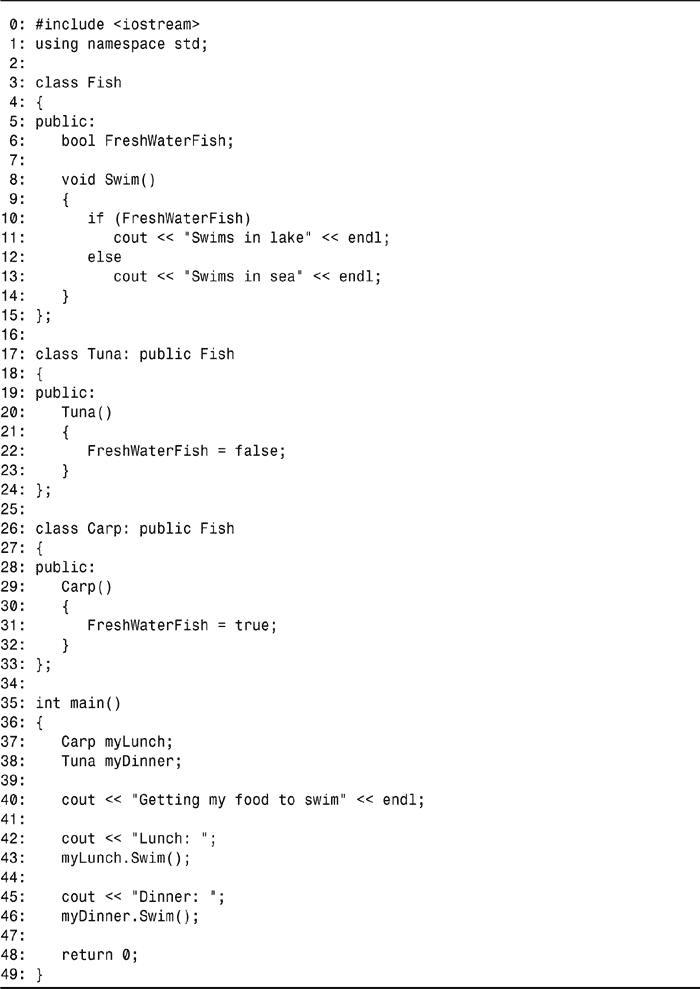 0: #include <iostream>
1: using namespace std;
2:
3: class Fish
4: {
5: public:
6:    bool FreshWaterFish;
7:
8:    void Swim()
9:    {
10:       if (FreshWaterFish)
11:          cout << "Swims in lake" << endl;
12:       else
13:          cout << "Swims in sea" << endl;
14:    }
15: };
16:
17: class Tuna: public Fish
18: {
19: public:
20:    Tuna()
21:    {
22:       FreshWaterFish = false;
23:    }
24: };
25:
26: class Carp: public Fish
27: {
28: public:
29:    Carp()
30:    {
31:       FreshWaterFish = true;
32:    }
33: };
34:
35: int main()
36: {
37:    Carp myLunch;
38:    Tuna myDinner;
39:
40:    cout << "Getting my food to swim" << endl;
41:
42:    cout << "Lunch: ";
43:    myLunch.Swim();
44:
45:    cout << "Dinner: ";
46:    myDinner.Swim();
47:
48:    return 0;
49: }